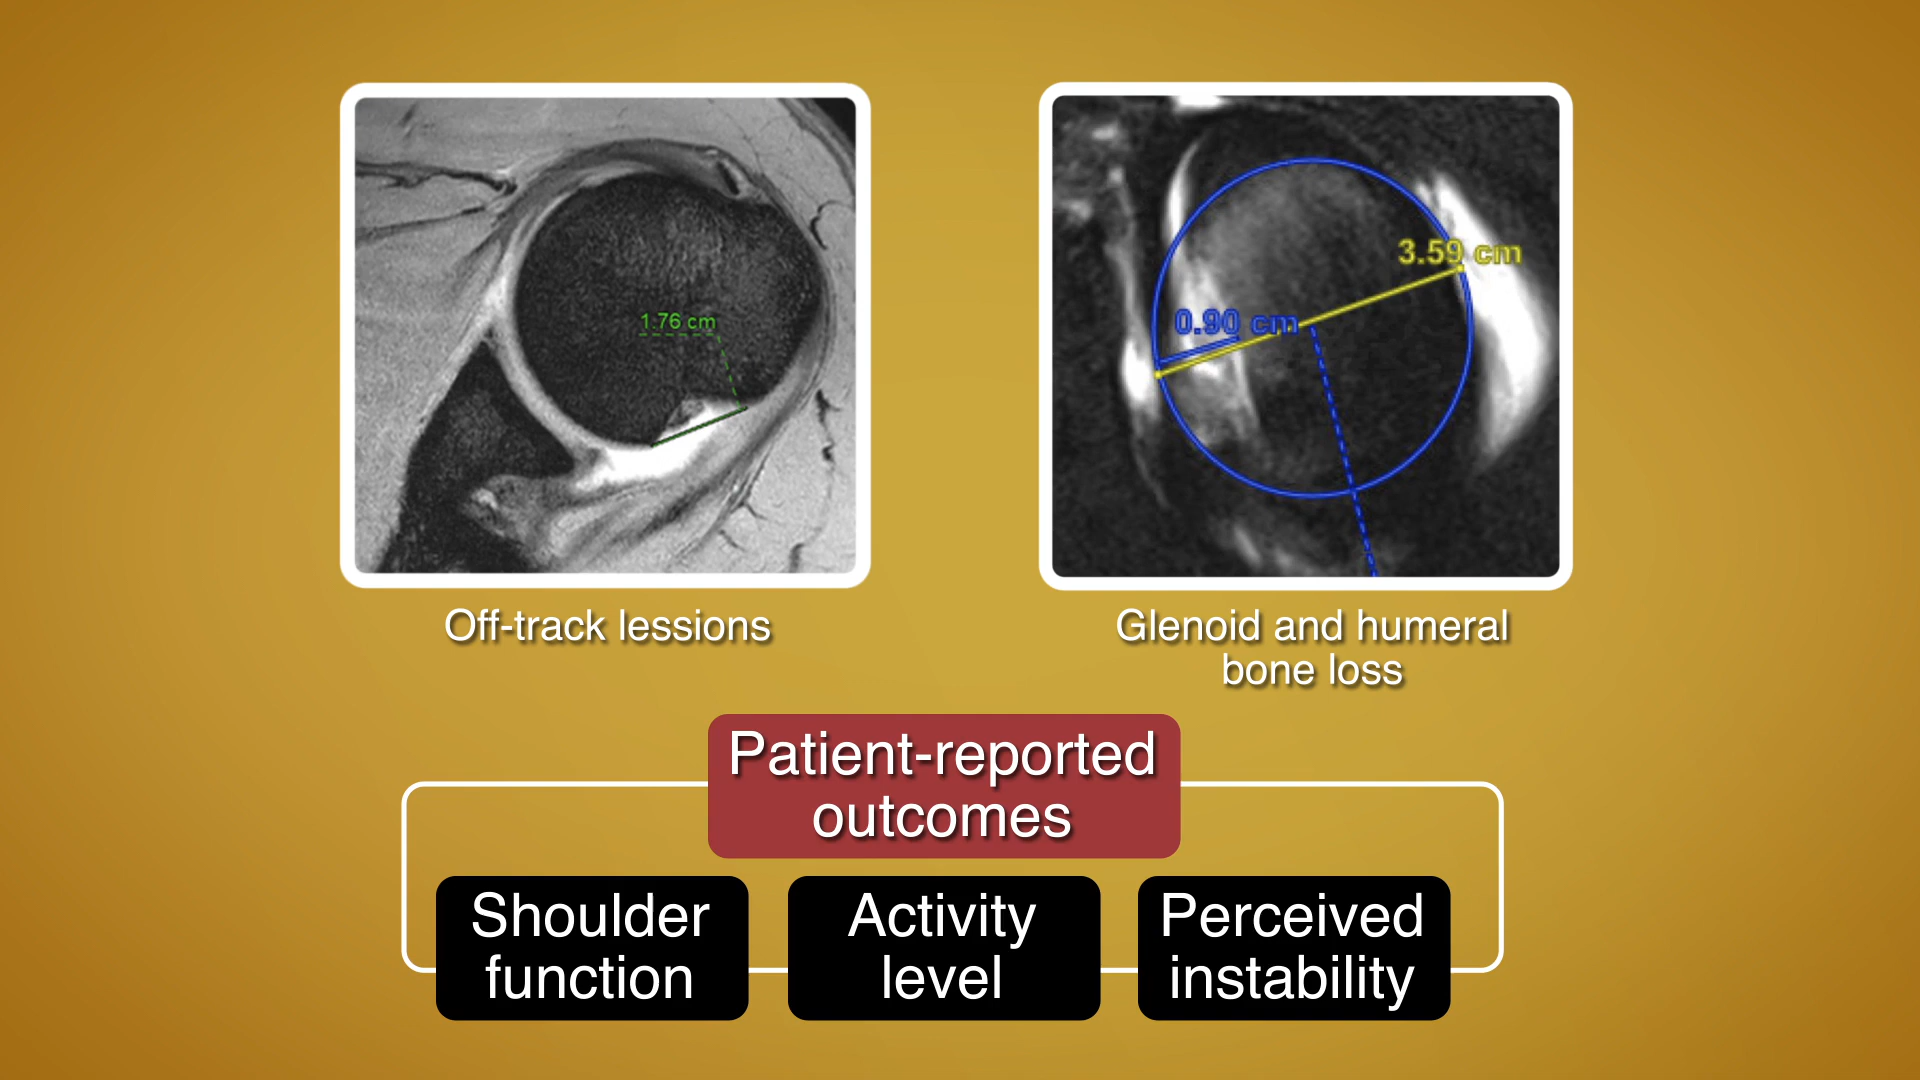 1.76 cm
3.59 cm
0.90 cm
Off-track lessions
Glenoid and humeral
bone loss
Patient-reported
outcomes
Shoulder
function
Activity
level
Perceived
instability